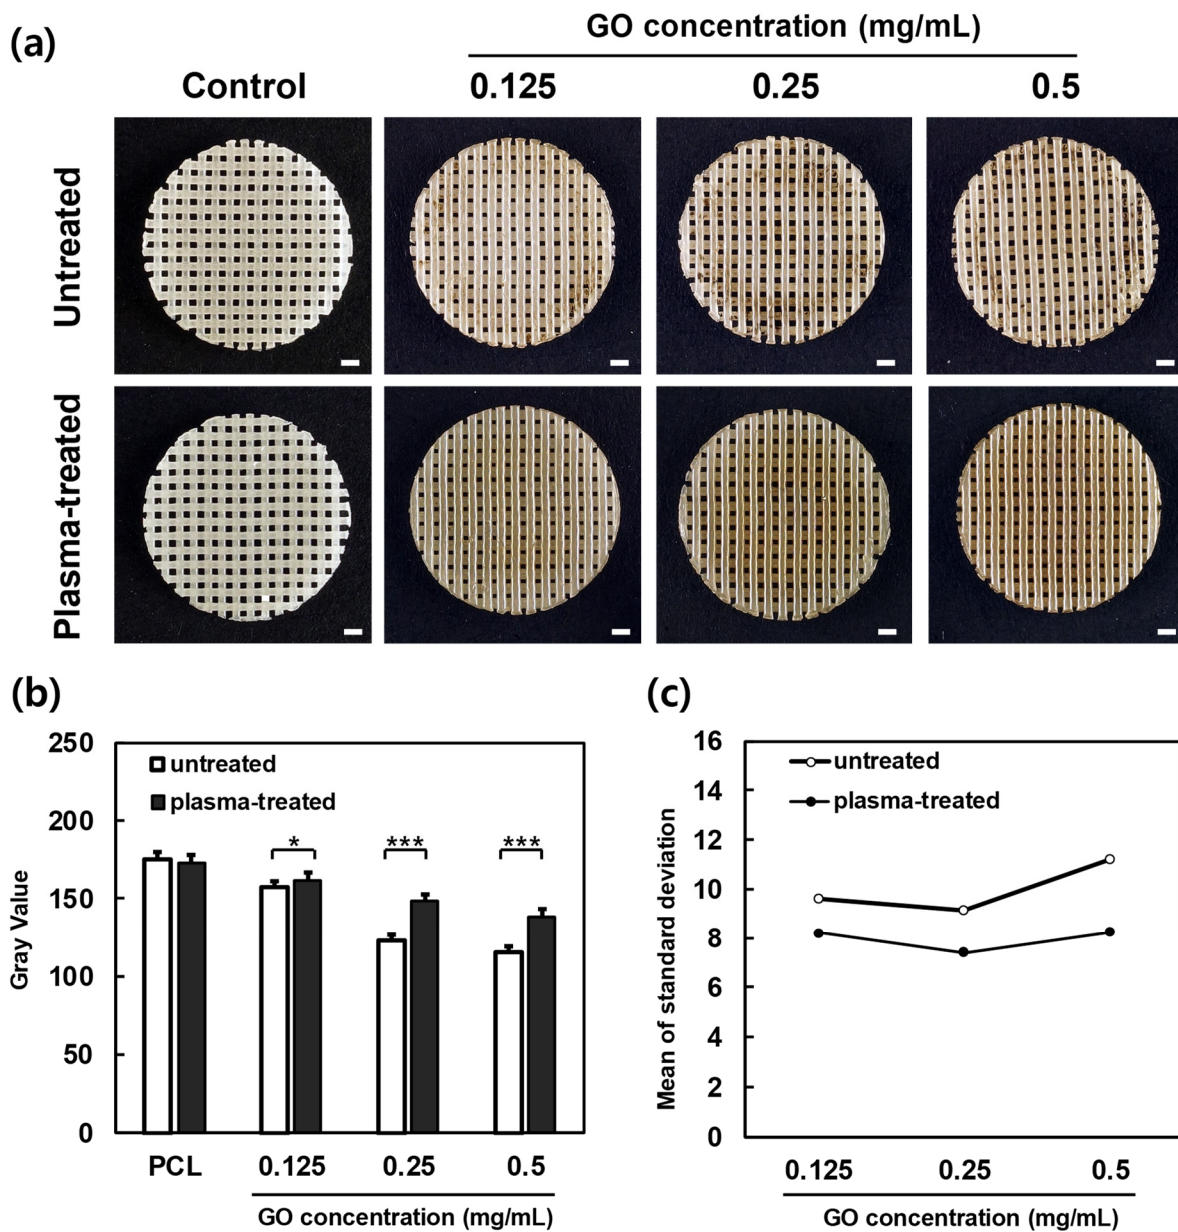 (a)
GO concentration (mg/mL)
Control 0.125 0.25 0.5
Untreated
Plasma-treated
(b)
250
200
150
100
50
0
Gray Value
untreated
plasma-treated
* *** ***
PCL 0.125 0.25 0.5
GO concentration (mg/mL)
(c)
16
14
12
10
8
6
4
2
0
Mean of standard deviation
untreated
plasma-treated
0.125 0.25 0.5
GO concentration (mg/mL)